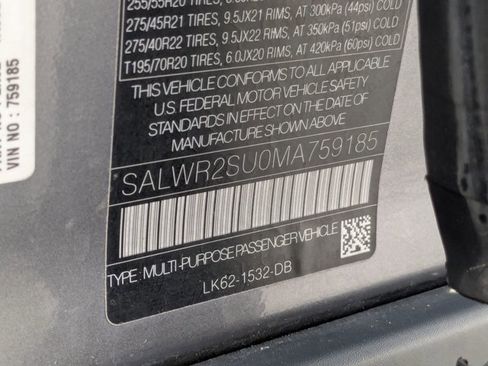 255/55R20 TIRES,
275/45R21 TIRES, 9.5JX21 RIMS, AT 300kPa (44psi) COLD
275/40R22 TIRES, 9.5JX22 RIMS, AT 350kPa (51psi) COLD
T195/70R20 TIRES, 6.0JX20 RIMS, AT 420kPa (60psi) COLD
THIS VEHICLE CONFORMS TO ALL APPLICABLE
U.S. FEDERAL MOTOR VEHICLE SAFETY
STANDARDS IN EFFECT ON THE DATE OF
MANUFACTURE SHOWN ABOVE
SALWR2SU0MA759185
TYPE: MULTI-PURPOSE PASSENGER VEHICLE
LK62-1532-DB
VIN NO: 759185